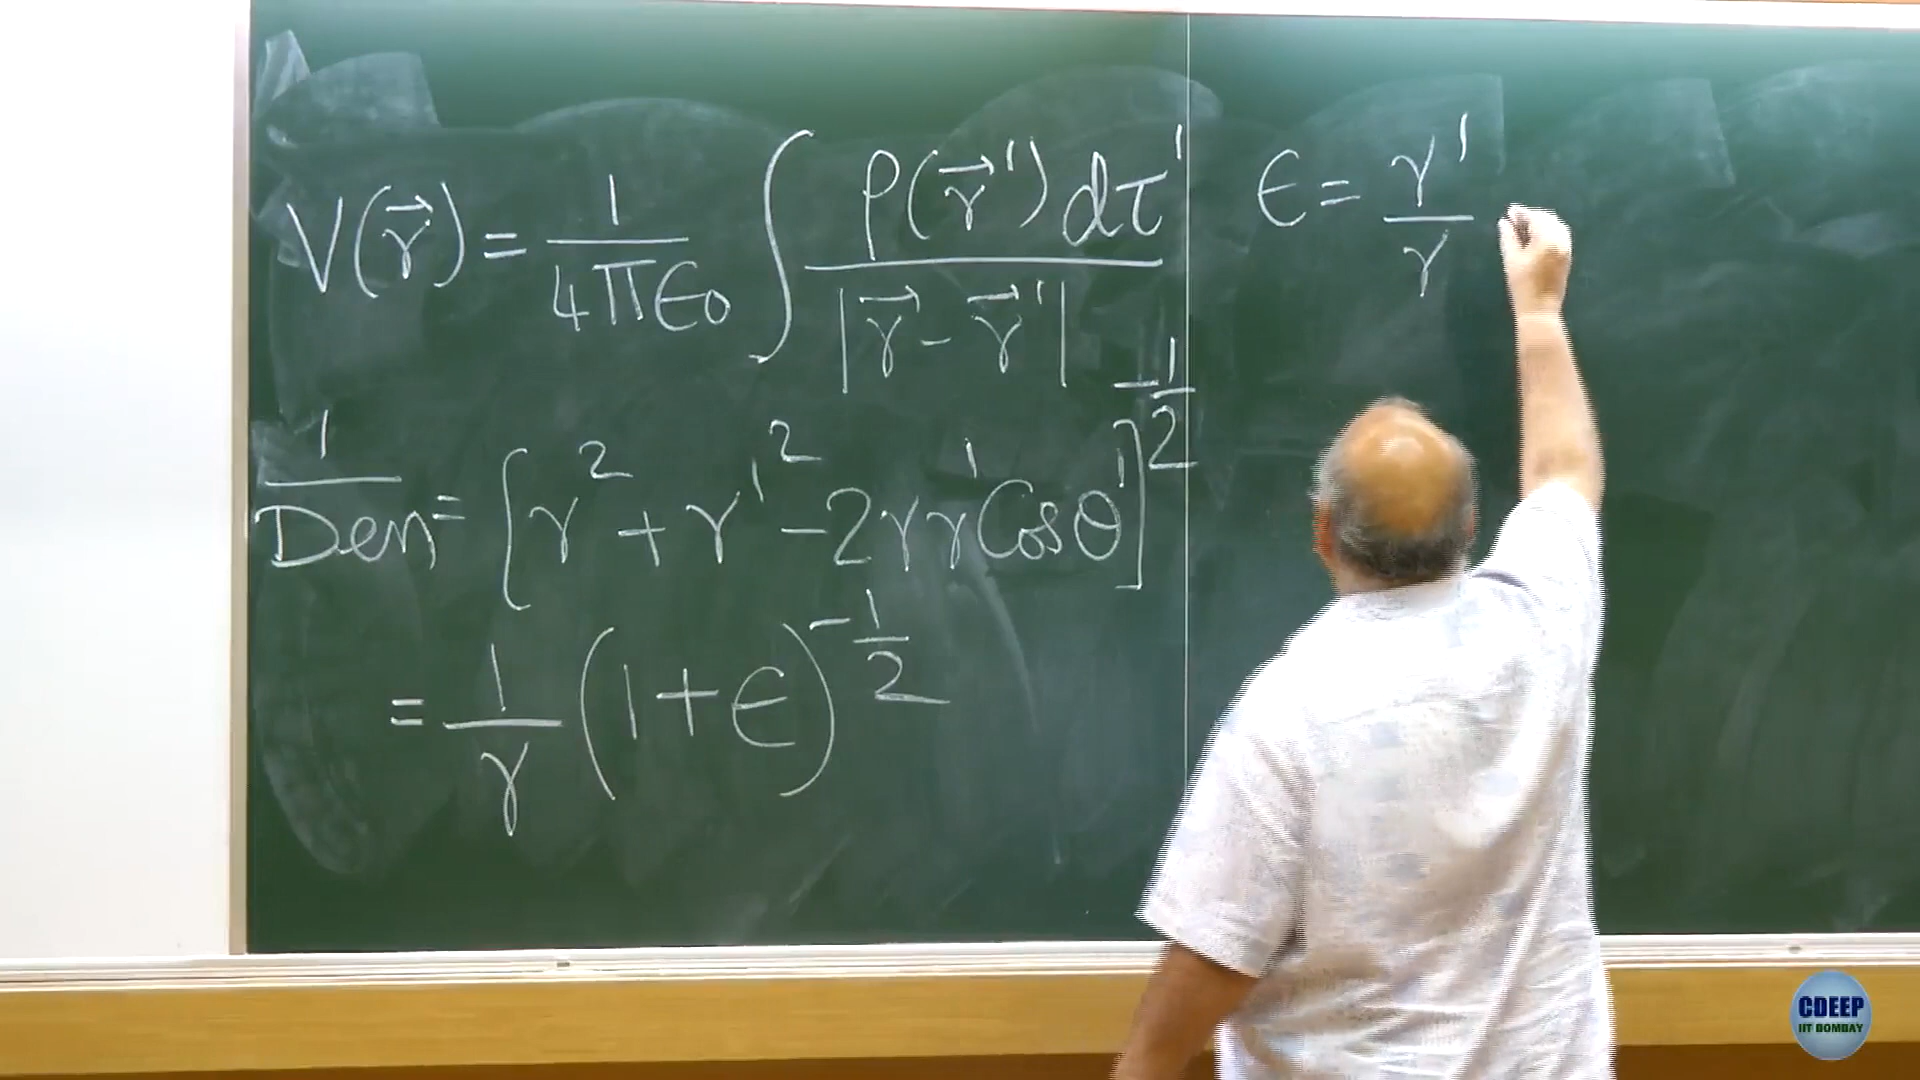 V(r⃗) = 1/4πϵ₀ ∫ ρ(r⃗') dτ' / |r⃗ - r⃗'|
1/Den = [r² + r'² - 2rr' Cosθ']^(-1/2)
= 1/r (1 + ϵ)^(-1/2)
ϵ = r'/r
CDEEP
IIT BOMBAY